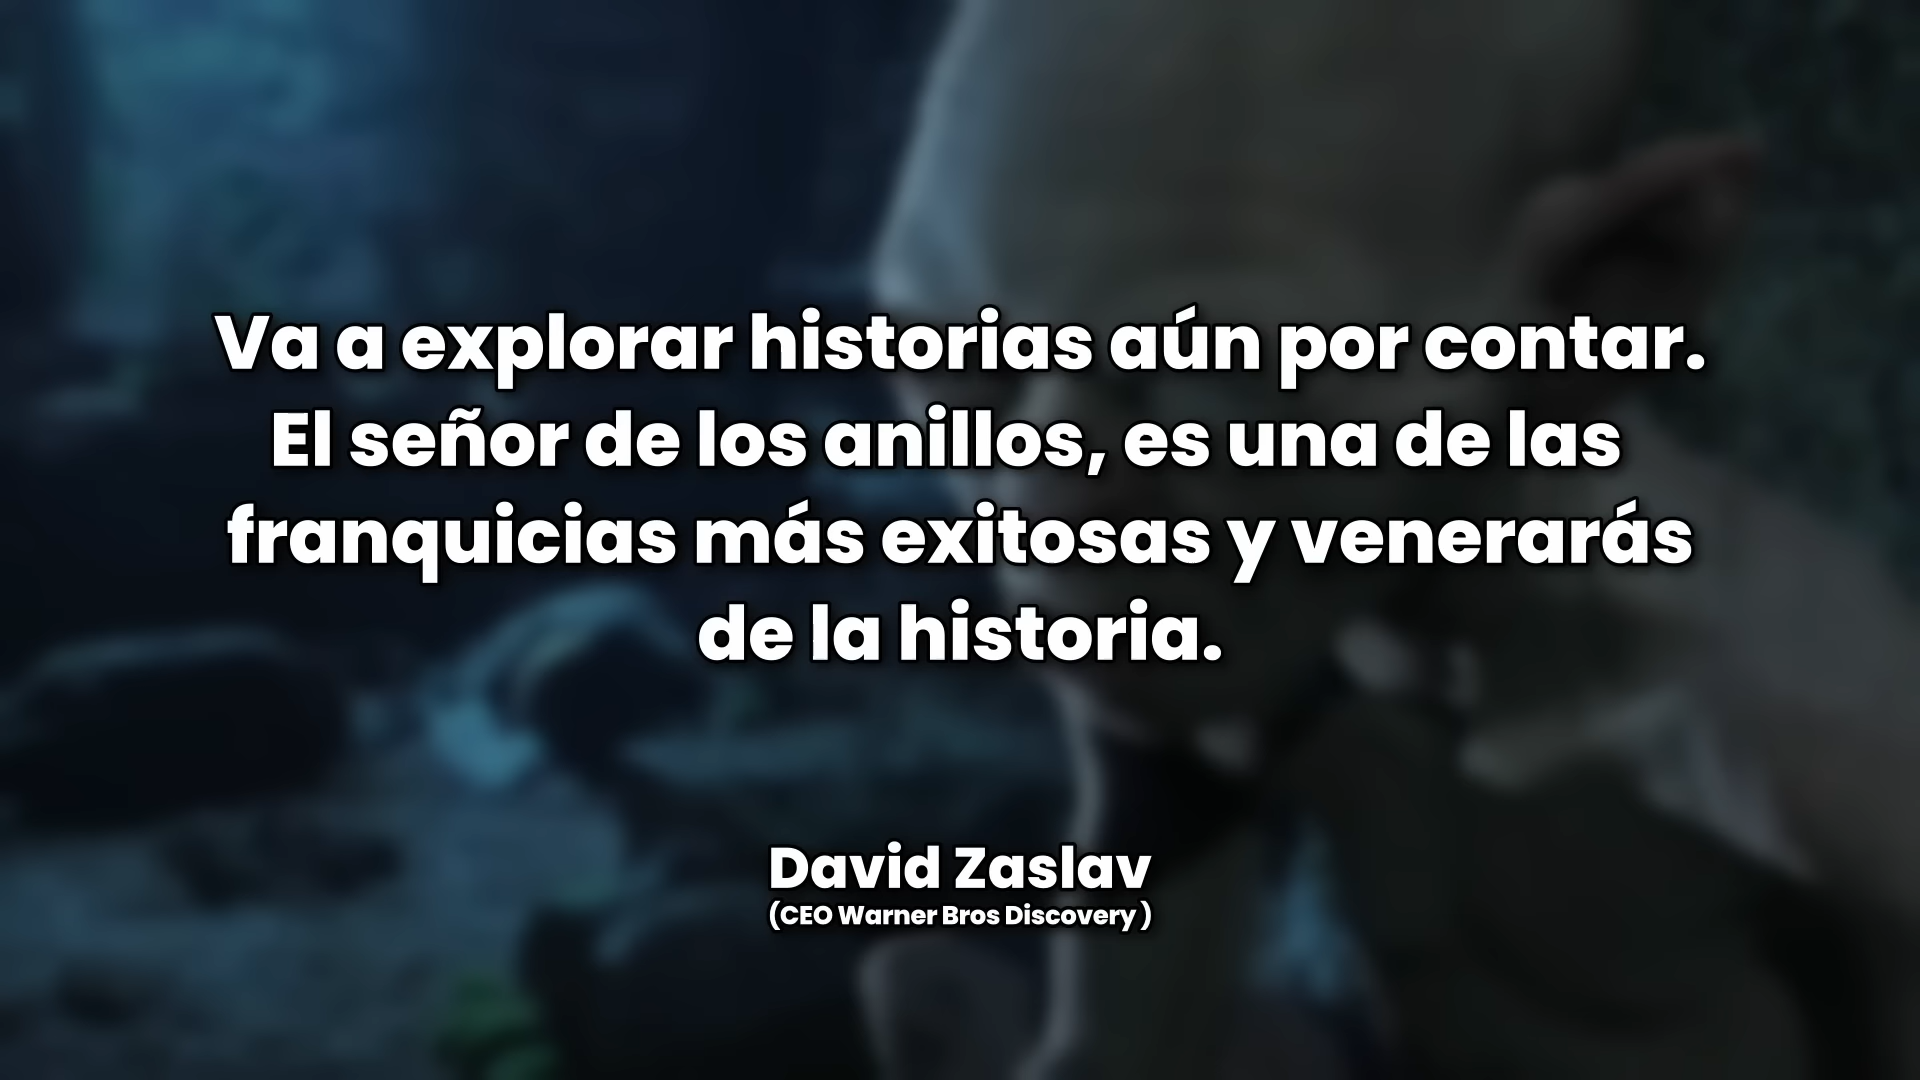 Va a explorar historias aún por contar.
El señor de los anillos, es una de las
franquicias más exitosas y venerarás
de la historia.
David Zaslav
(CEO Warner Bros Discovery )